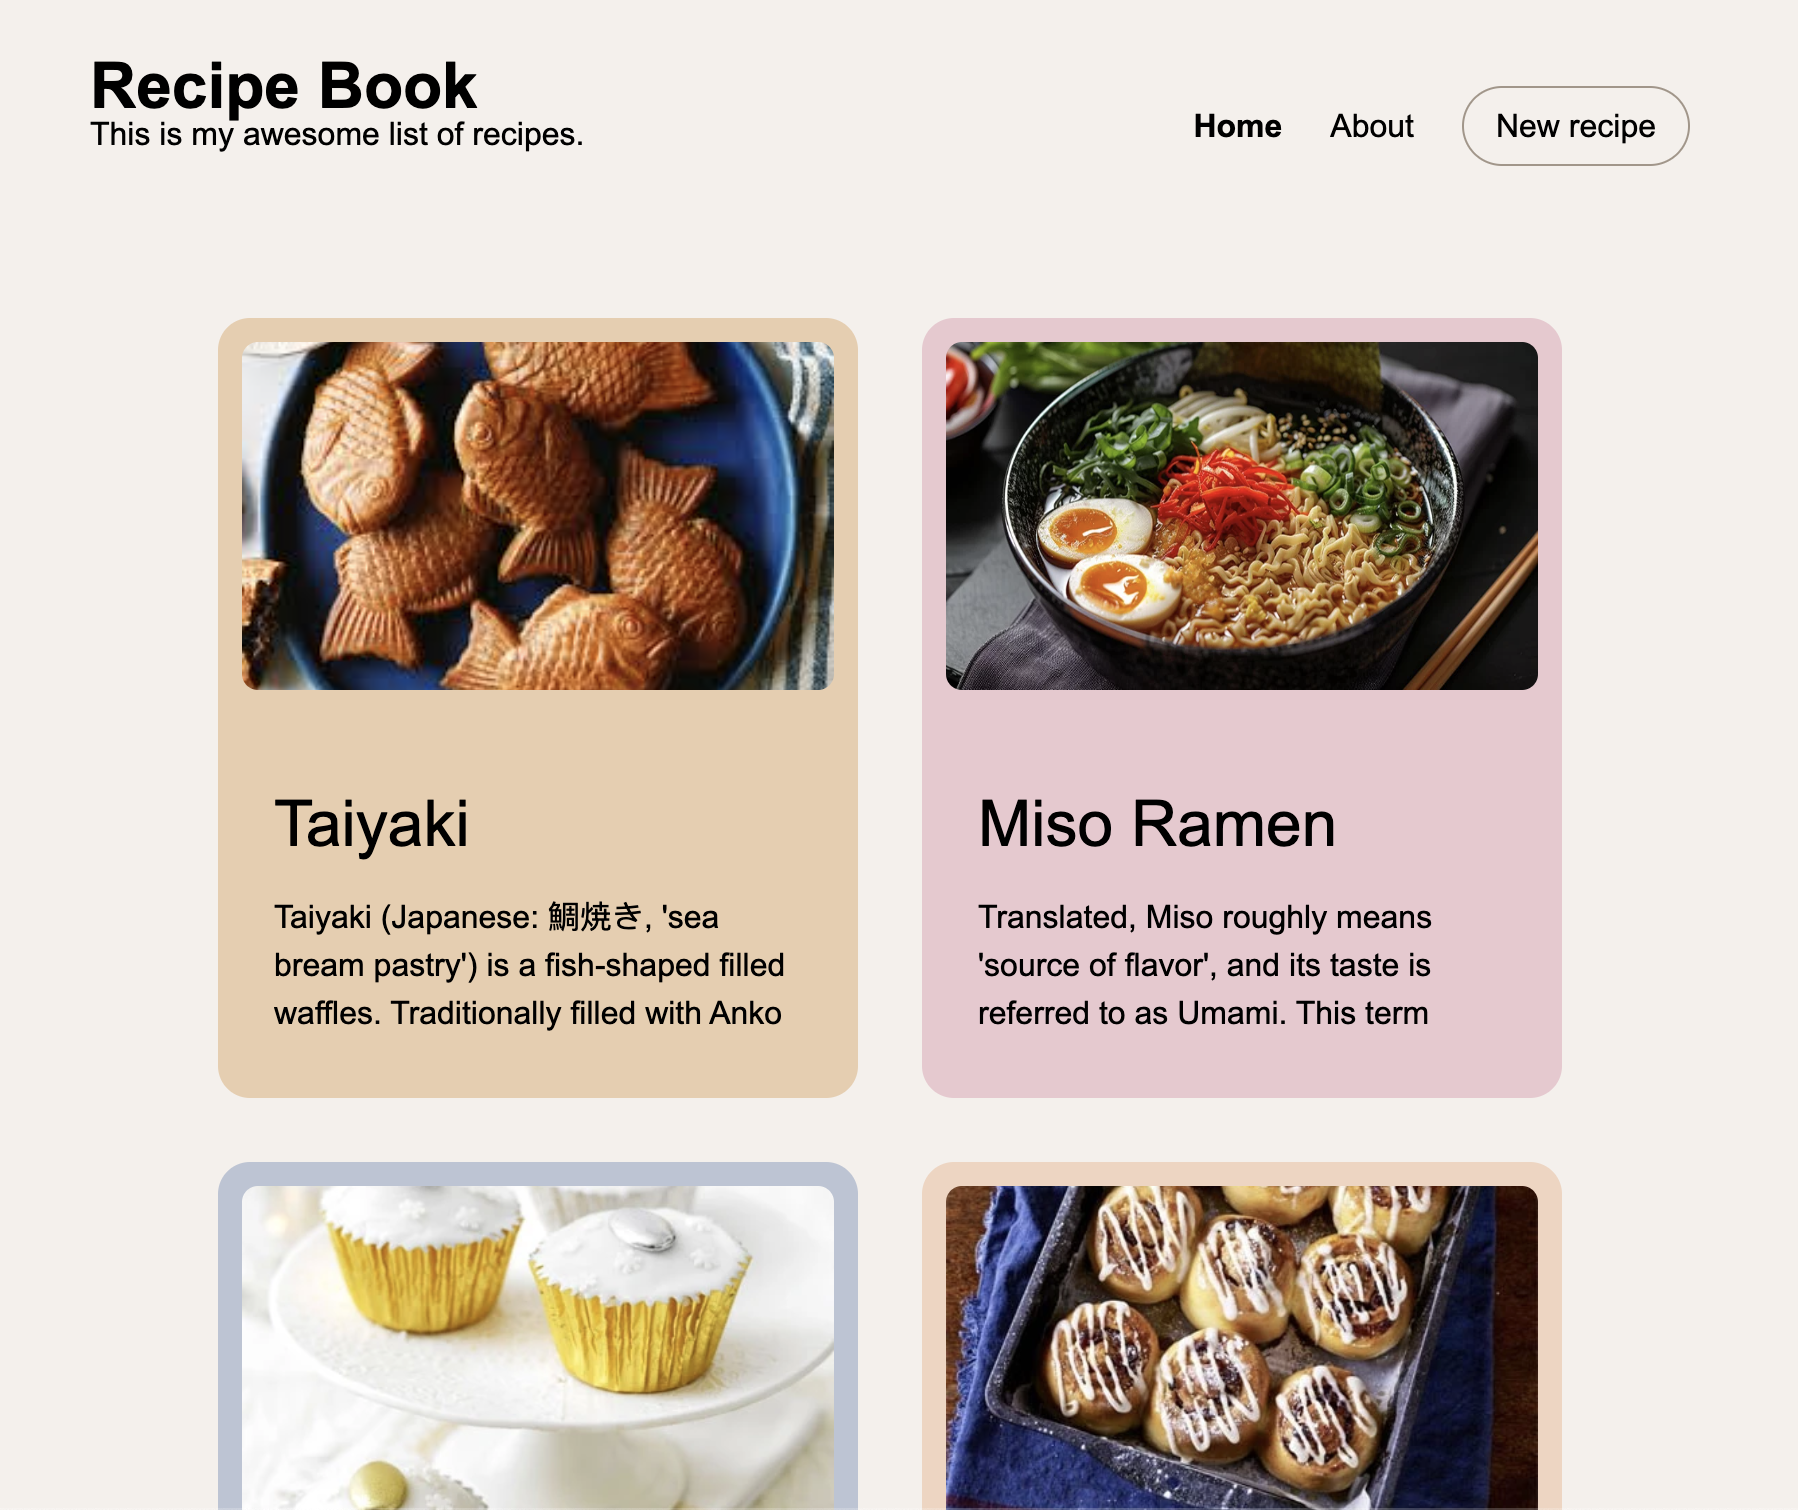 Recipe Book
This is my awesome list of recipes.
Home
About
New recipe
Taiyaki
Taiyaki (Japanese: 鯛焼き, 'sea
bream pastry') is a fish-shaped filled
waffles. Traditionally filled with Anko
Miso Ramen
Translated, Miso roughly means
'source of flavor', and its taste is
referred to as Umami. This term